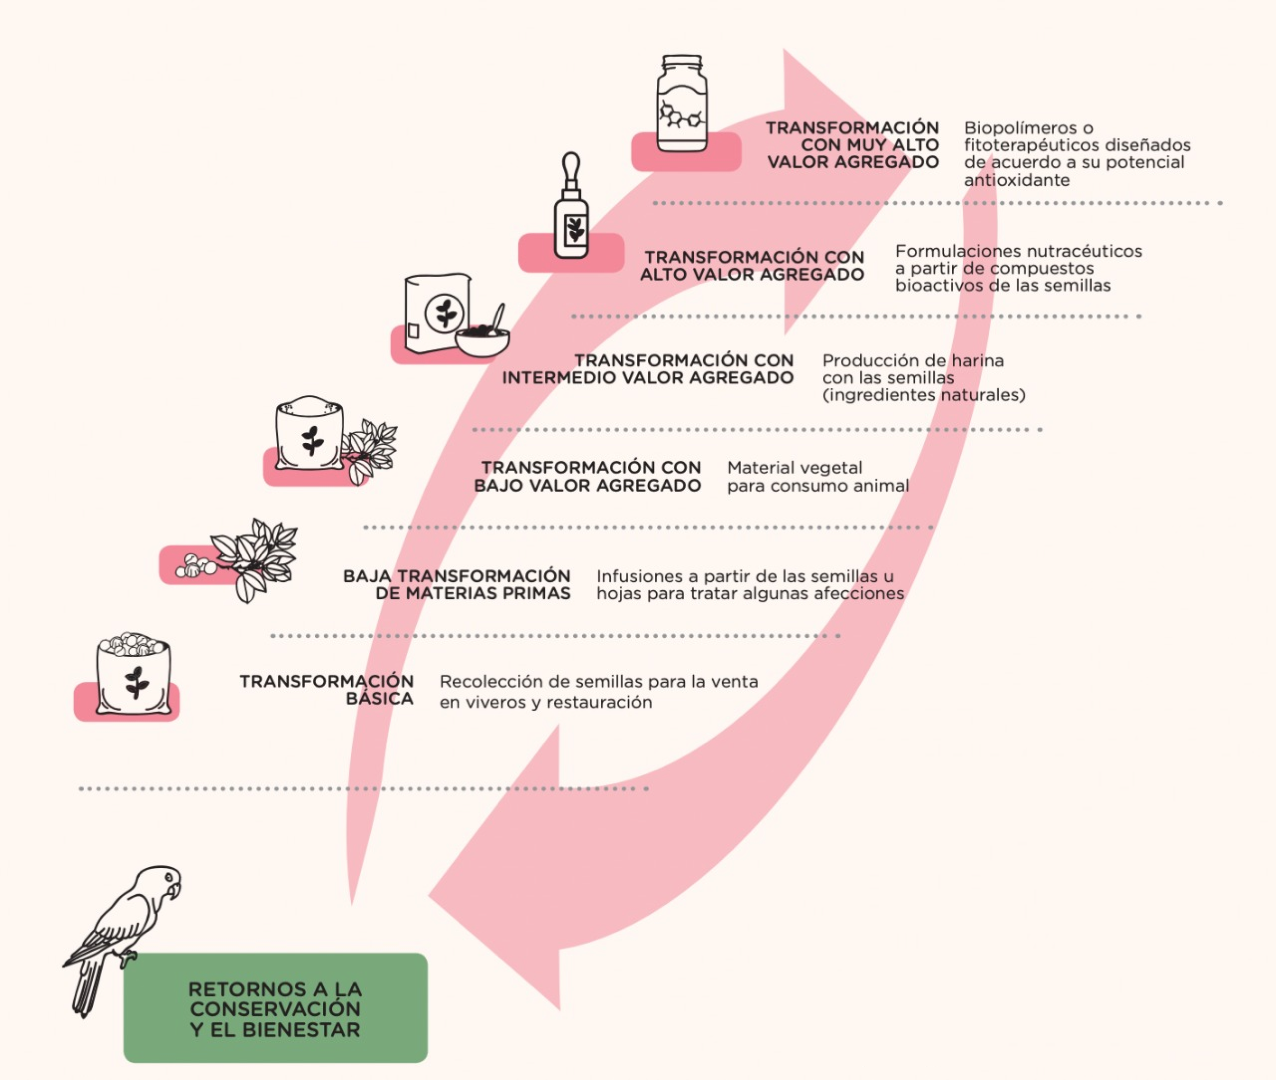 TRANSFORMACIÓN
CON MUY ALTO
VALOR AGREGADO
Biopolímeros o
fitoterapéuticos diseñados
de acuerdo a su potencial
antioxidante
TRANSFORMACIÓN CON
ALTO VALOR AGREGADO
Formulaciones nutracéuticos
a partir de compuestos
bioactivos de las semillas
TRANSFORMACIÓN CON
INTERMEDIO VALOR AGREGADO
Producción de harina
con las semillas
(ingredientes naturales)
TRANSFORMACIÓN CON
BAJO VALOR AGREGADO
Material vegetal
para consumo animal
BAJA TRANSFORMACIÓN
DE MATERIAS PRIMAS
Infusiones a partir de las semillas u
hojas para tratar algunas afecciones
TRANSFORMACIÓN
BÁSICA
Recolección de semillas para la venta
en viveros y restauración
RETORNOS A LA
CONSERVACIÓN
Y EL BIENESTAR